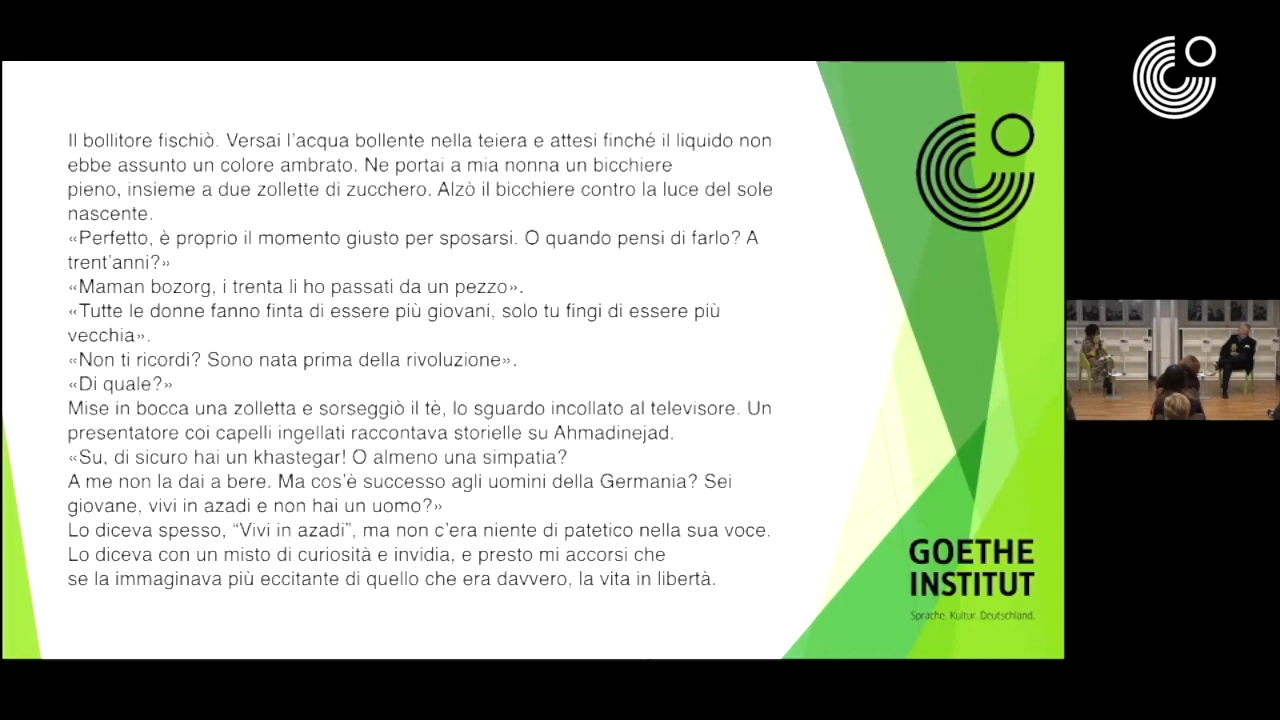 Il bollitore fischiò. Versai l'acqua bollente nella teiera e attesi finché il liquido non
ebbe assunto un colore ambrato. Ne portai a mia nonna un bicchiere
pieno, insieme a due zollette di zucchero. Alzò il bicchiere contro la luce del sole
nascente.
«Perfetto, è proprio il momento giusto per sposarsi. O quando pensi di farlo? A
trent'anni?»
«Maman bozorg, i trenta li ho passati da un pezzo».
«Tutte le donne fanno finta di essere più giovani, solo tu fingi di essere più
vecchia».
«Non ti ricordi? Sono nata prima della rivoluzione».
«Di quale?»
Mise in bocca una zolletta e sorseggiò il tè, lo sguardo incollato al televisore. Un
presentatore coi capelli ingellati raccontava storielle su Ahmadinejad.
«Su, di sicuro hai un khastegar! O almeno una simpatia?
A me non la dai a bere. Ma cos'è successo agli uomini della Germania? Sei
giovane, vivi in azadi e non hai un uomo?»
Lo diceva spesso, “Vivi in azadi”, ma non c'era niente di patetico nella sua voce.
Lo diceva con un misto di curiosità e invidia, e presto mi accorsi che
se la immaginava più eccitante di quello che era davvero, la vita in libertà.
GOETHE
INSTITUT
Sprache. Kultur. Deutschland.